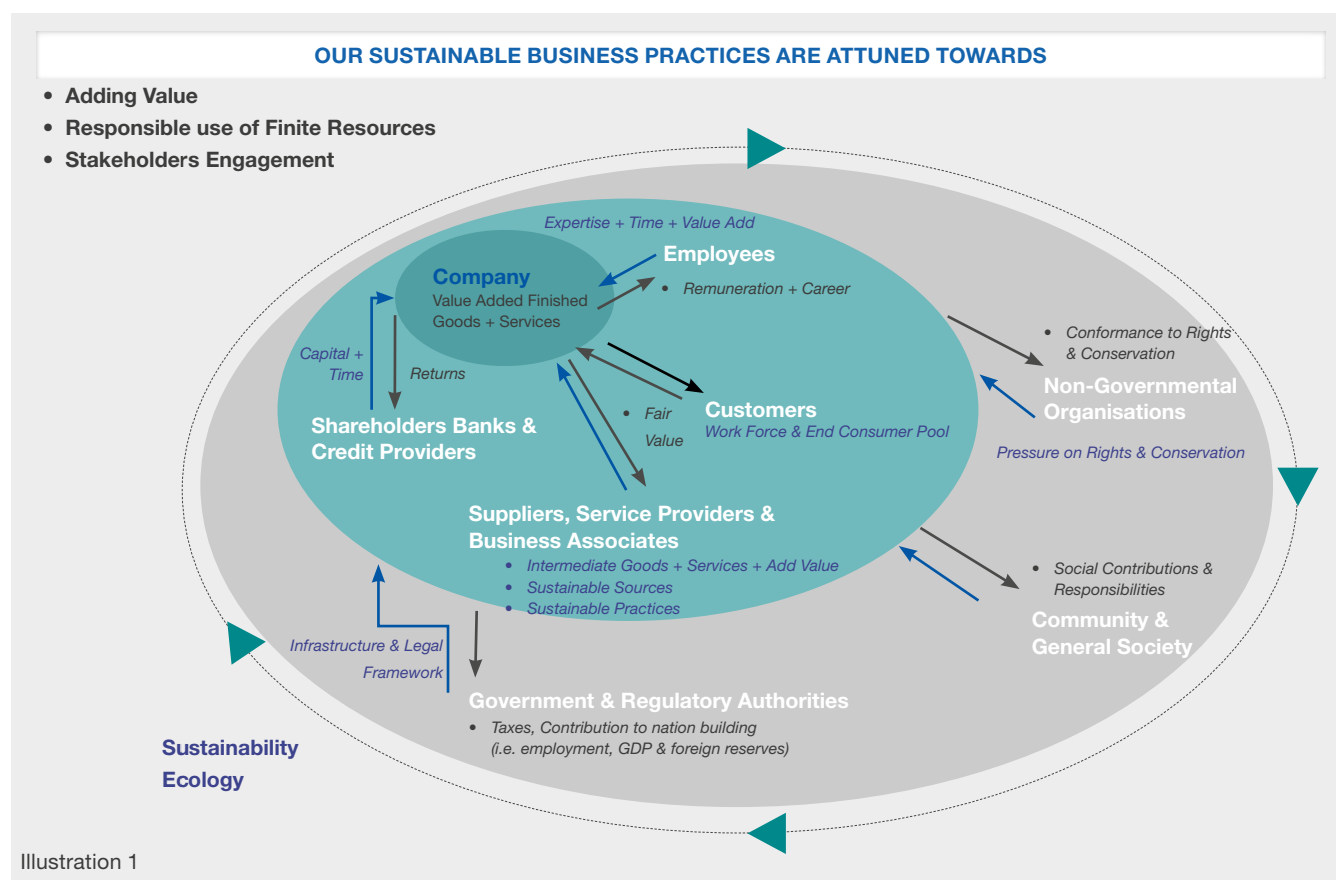 OUR SUSTAINABLE BUSINESS PRACTICES ARE ATTUNED TOWARDS
• Adding Value
• Responsible use of Finite Resources
• Stakeholders Engagement
Expertise + Time + Value Add
Employees
• Remuneration + Career
Company
Value Added Finished
Goods + Services
Capital +
Time
Returns
Shareholders Banks &
Credit Providers
• Fair
Value
Customers
Work Force & End Consumer Pool
• Conformance to Rights
& Conservation
Non-Governmental
Organisations
Pressure on Rights & Conservation
Suppliers, Service Providers &
Business Associates
• Intermediate Goods + Services + Add Value
• Sustainable Sources
• Sustainable Practices
• Social Contributions &
Responsibilities
Community &
General Society
Infrastructure & Legal
Framework
Government & Regulatory Authorities
• Taxes, Contribution to nation building
(i.e. employment, GDP & foreign reserves)
Sustainability
Ecology
Illustration 1